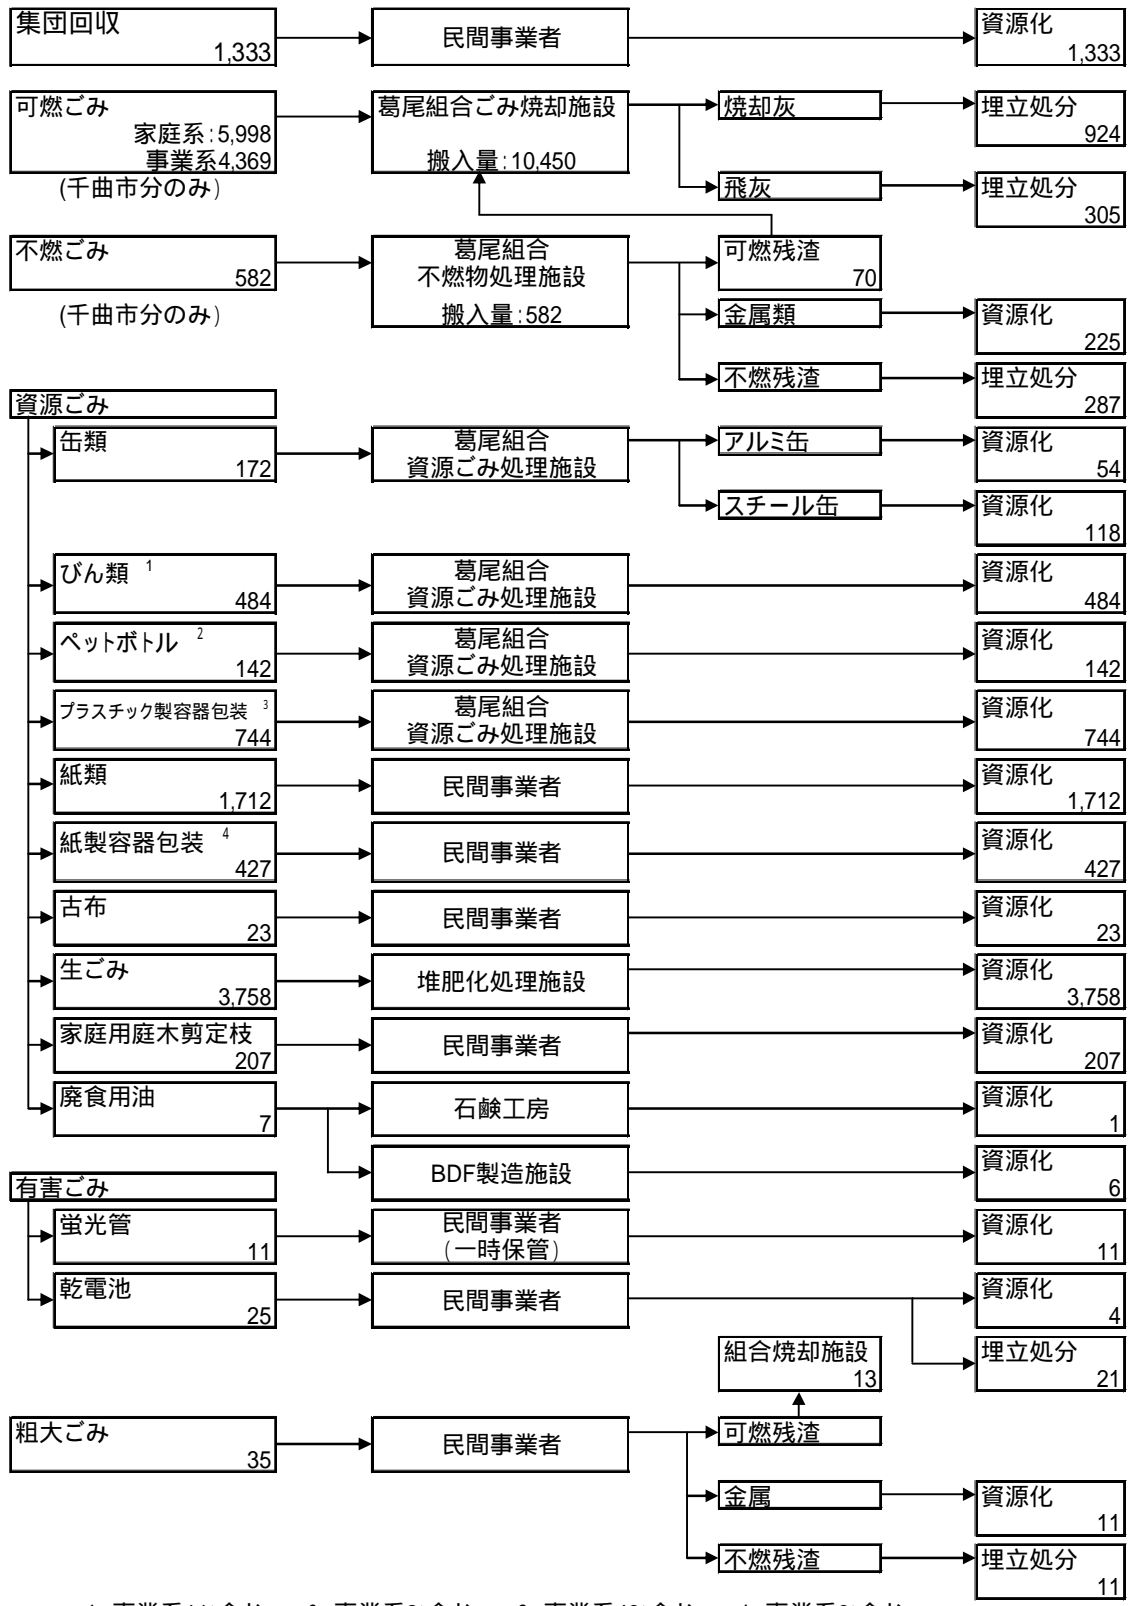 集団回収
1,333
民間事業者
資源化
1,333
可燃ごみ
家庭系:5,998
事業系4,369
(千曲市分のみ)
葛尾組合ごみ焼却施設
搬入量:10,450
焼却灰
埋立処分
924
飛灰
埋立処分
305
不燃ごみ
582
(千曲市分のみ)
葛尾組合
不燃物処理施設
搬入量:582
可燃残渣
70
金属類
資源化
225
不燃残渣
埋立処分
287
資源ごみ
缶類
172
葛尾組合
資源ごみ処理施設
アルミ缶
資源化
54
スチール缶
資源化
118
びん類 1
484
葛尾組合
資源ごみ処理施設
資源化
484
ペットボトル 2
142
葛尾組合
資源ごみ処理施設
資源化
142
プラスチック製容器包装 3
744
葛尾組合
資源ごみ処理施設
資源化
744
紙類
1,712
民間事業者
資源化
1,712
紙製容器包装 4
427
民間事業者
資源化
427
古布
23
民間事業者
資源化
23
生ごみ
3,758
堆肥化処理施設
資源化
3,758
家庭用庭木剪定枝
207
民間事業者
資源化
207
廃食用油
7
石鹸工房
資源化
1
BDF製造施設
資源化
6
有害ごみ
蛍光管
11
民間事業者
(一時保管)
資源化
11
乾電池
25
民間事業者
資源化
4
埋立処分
21
組合焼却施設
13
粗大ごみ
35
民間事業者
可燃残渣
金属
資源化
11
不燃残渣
埋立処分
11